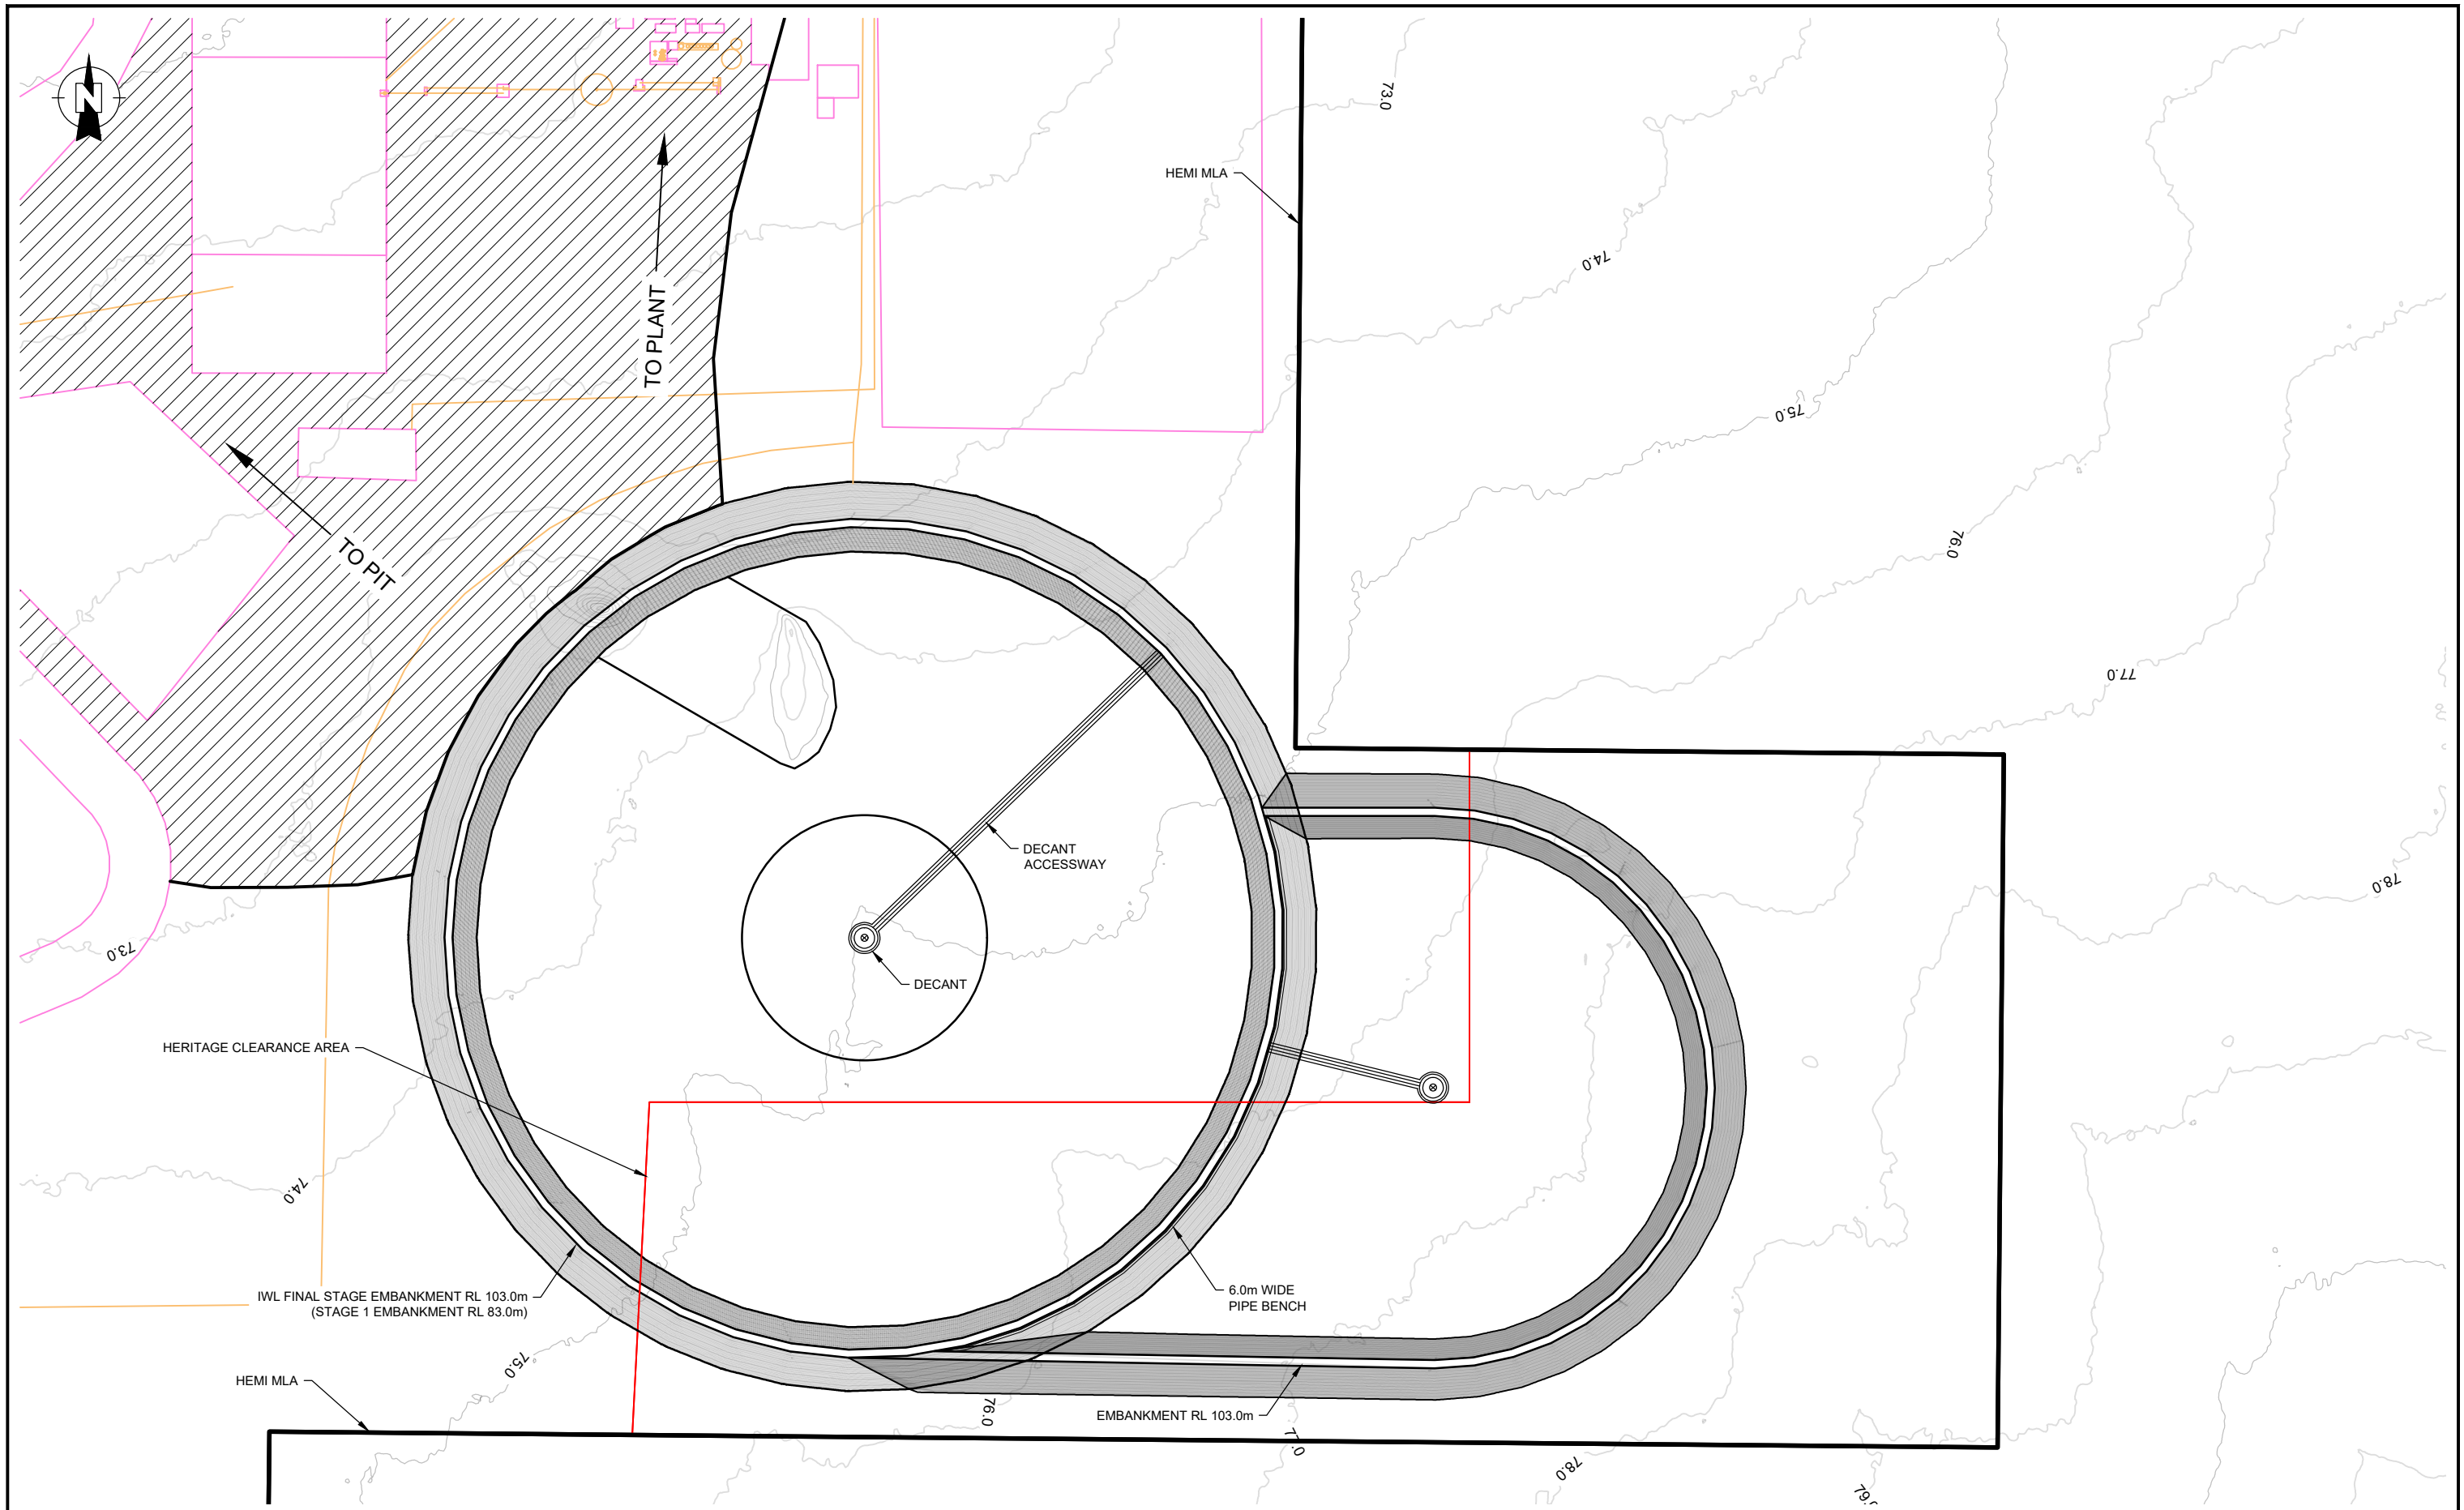 N
73.0
HEMI MLA
74.0
TO PLANT
75.0
76.0
TO PIT
77.0
DECANT
ACCESSWAY
78.0
73.0
DECANT
HERITAGE CLEARANCE AREA
74.0
IWL FINAL STAGE EMBANKMENT RL 103.0m
(STAGE 1 EMBANKMENT RL 83.0m)
6.0m WIDE
PIPE BENCH
75.0
HEMI MLA
76.0
EMBANKMENT RL 103.0m
77.0
78.0